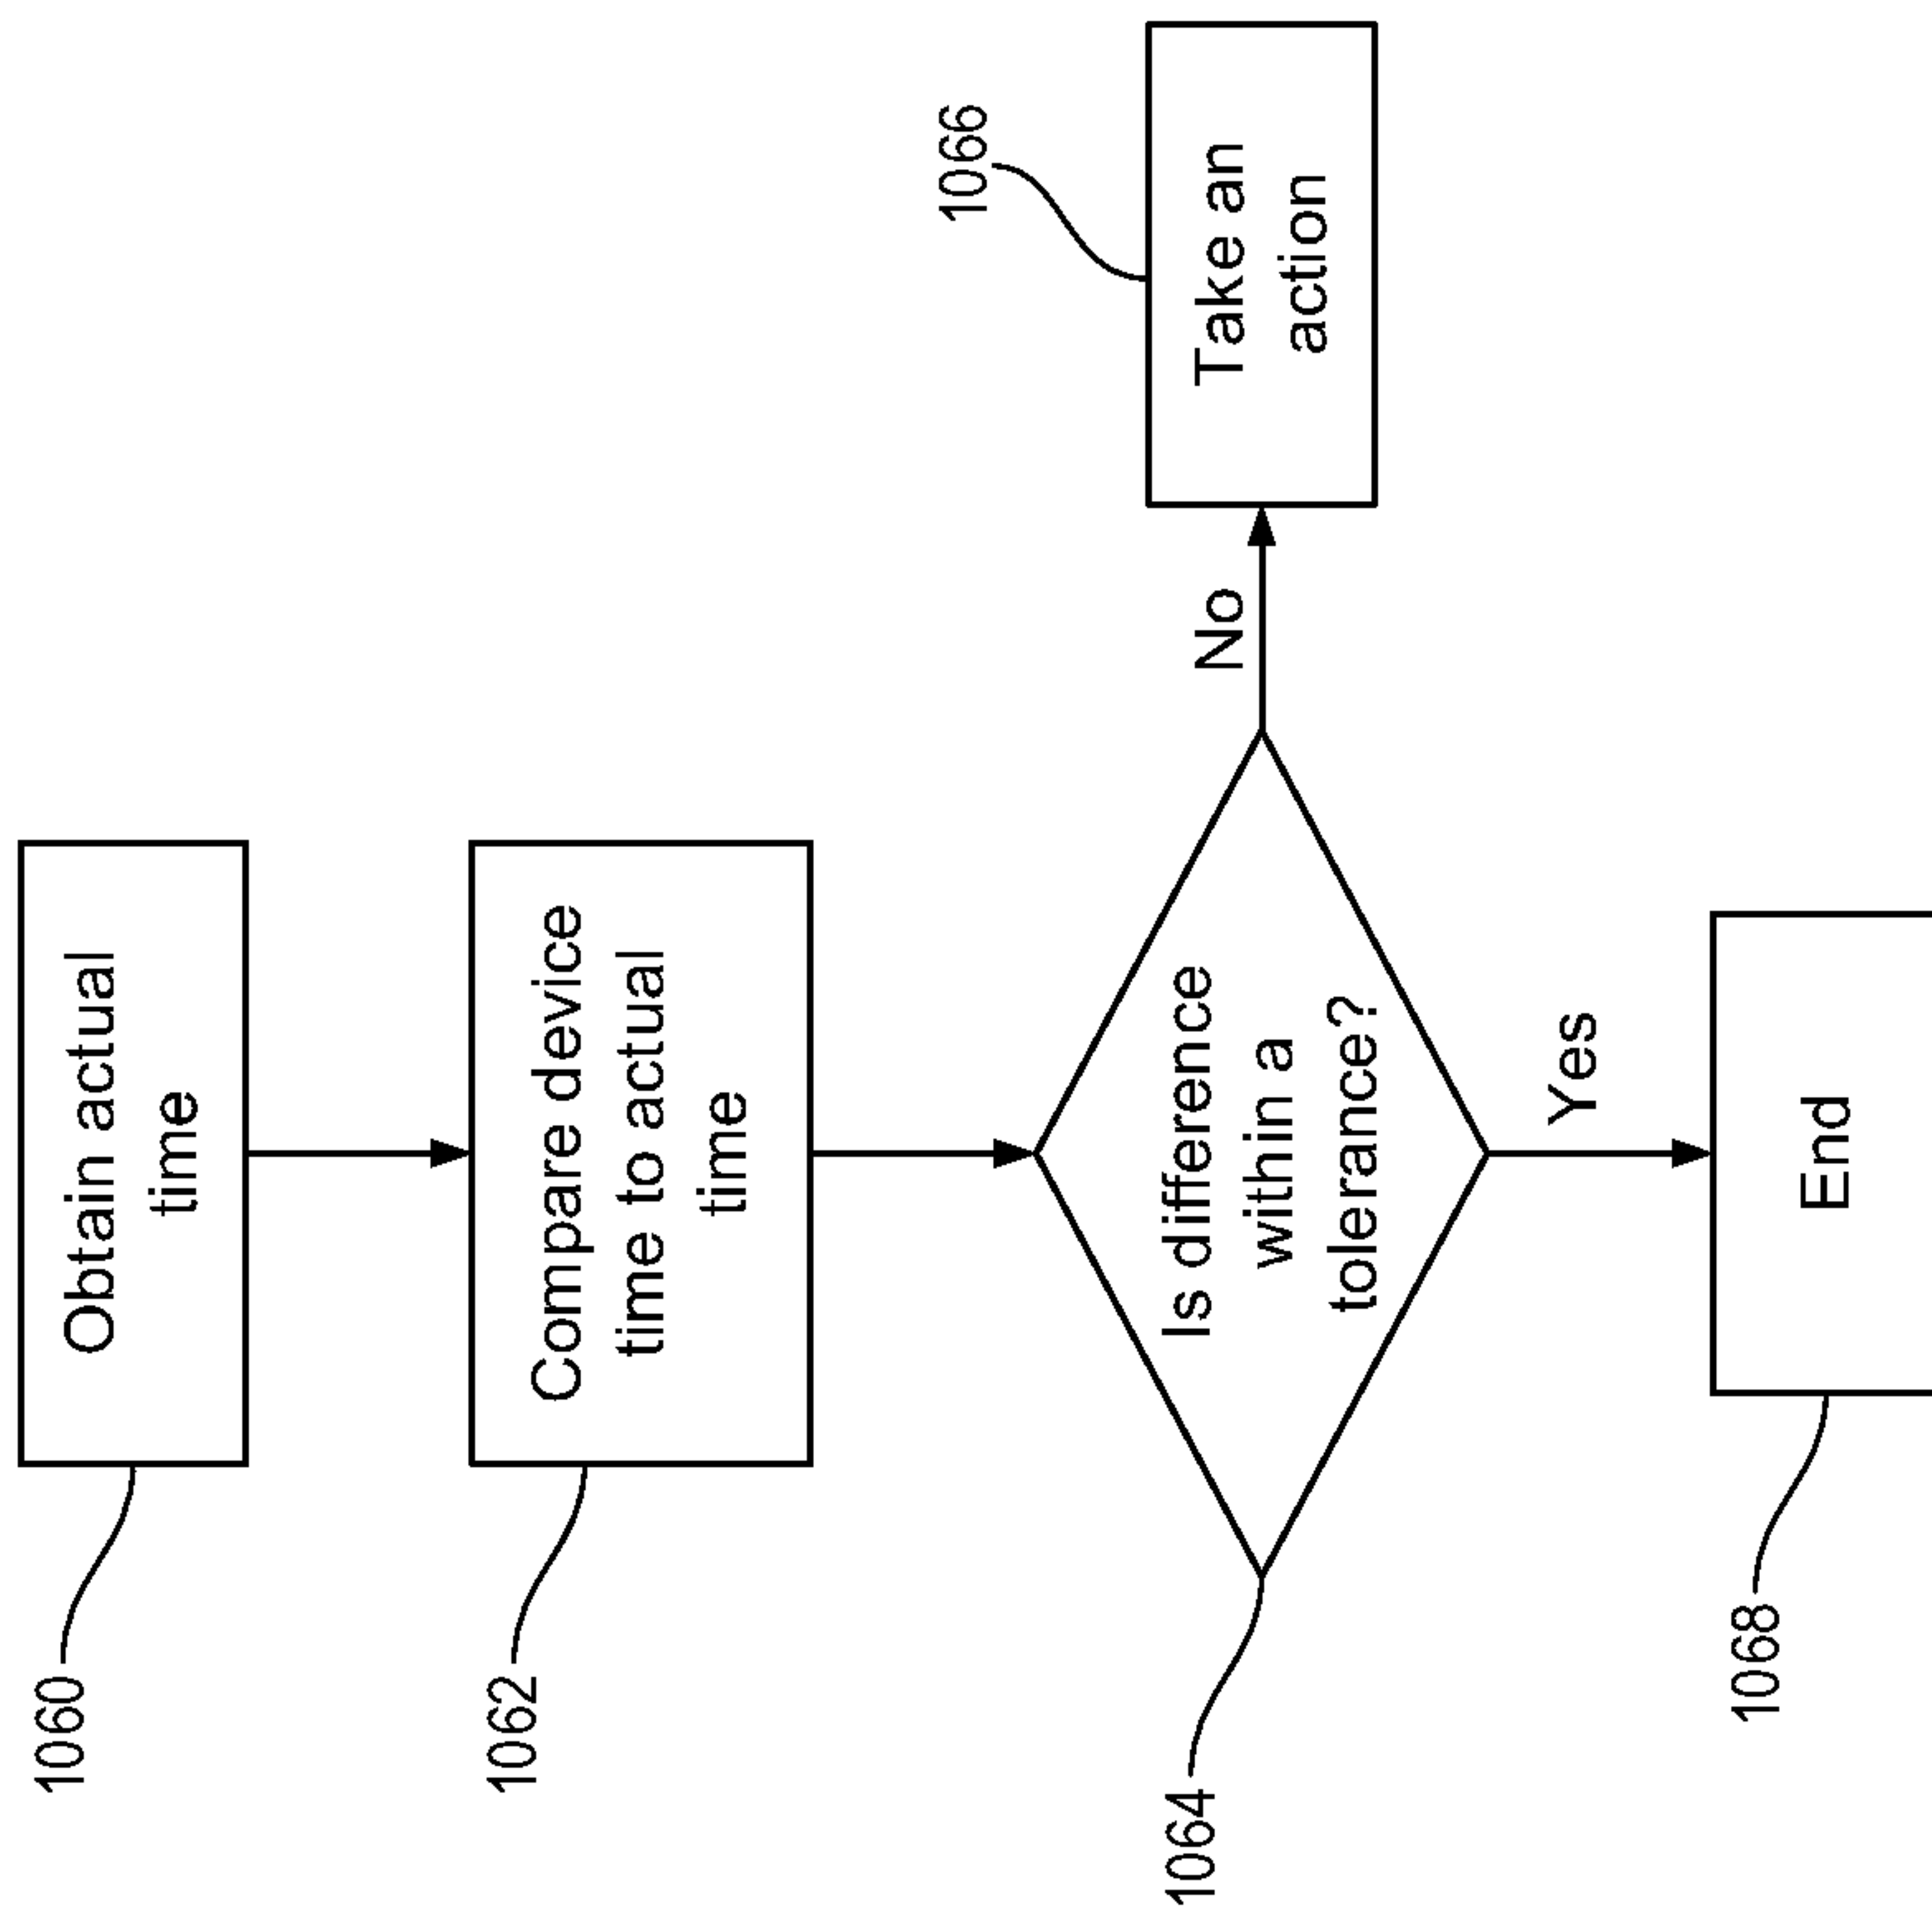 1060
Obtain actual
time
1062
Compare device
time to actual
time
1064
Is difference
within a
tolerance?
No
1066
Take an
action
Yes
1068
End